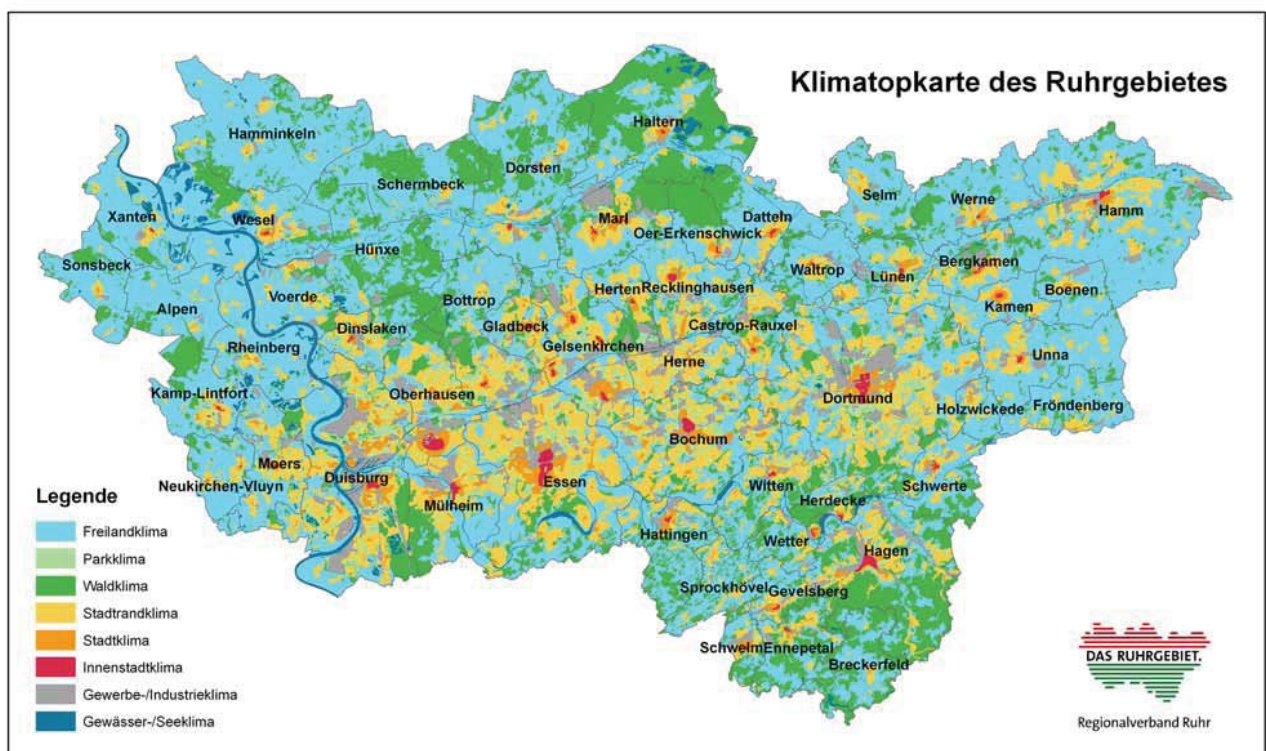 Klimatopkarte des Ruhrgebietes
Haltern
Hamminkeln
Dorsten
Schermbeck
Selm
Werne
Xanten
Wesel
Marl
Datteln
Hamm
Oer-Erkenschwick
Hünxe
Sonsbeck
Waltrop
Lünen
Bergkamen
Boenen
Herten
Recklinghausen
Voerde
Bottrop
Alpen
Kamen
Dinslaken
Gladbeck
Castrop-Rauxel
Rheinberg
Gelsenkirchen
Herne
Unna
Kamp-Lintfort
Oberhausen
Dortmund
Holzwickede
Fröndenberg
Bochum
Moers
Duisburg
Essen
Neukirchen-Vluyn
Witten
Schwerte
Mülheim
Herdecke
Hattingen
Wetter
Hagen
Sprockhövel
Gevelsberg
Schwelm
Ennepetal
Breckerfeld
Legende
Freilandklima
Parkklima
Waldklima
Stadtrandklima
Stadtklima
Innenstadtklima
Gewerbe-/Industrieklima
Gewässer-/Seeklima
DAS RUHRGEBIET.
Regionalverband Ruhr